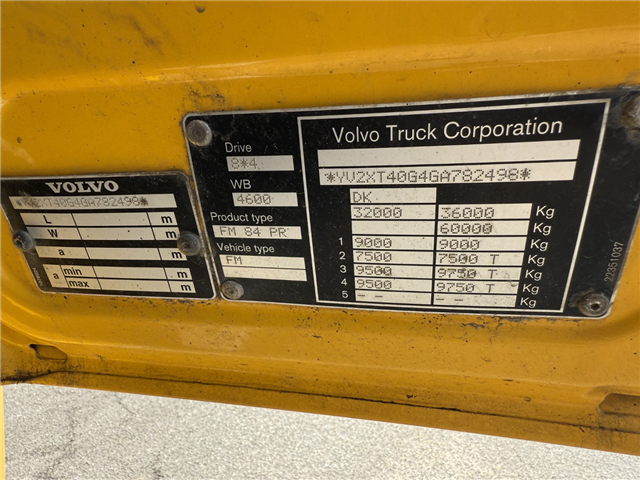 VOLVO
*YV2XT40G4GA782498*
L m
W m
a m
a min m
max m
Drive
8*4
WB
4600
Product type
FM 84 PR
Vehicle type
FM
Volvo Truck Corporation
*YV2XT40G4GA782498*
DK
32000 36000 Kg
60000 Kg
1 9000 9000 Kg
2 7500 7500 T Kg
3 9500 9750 T Kg
4 9500 9750 T Kg
5 -- -- Kg
22351037